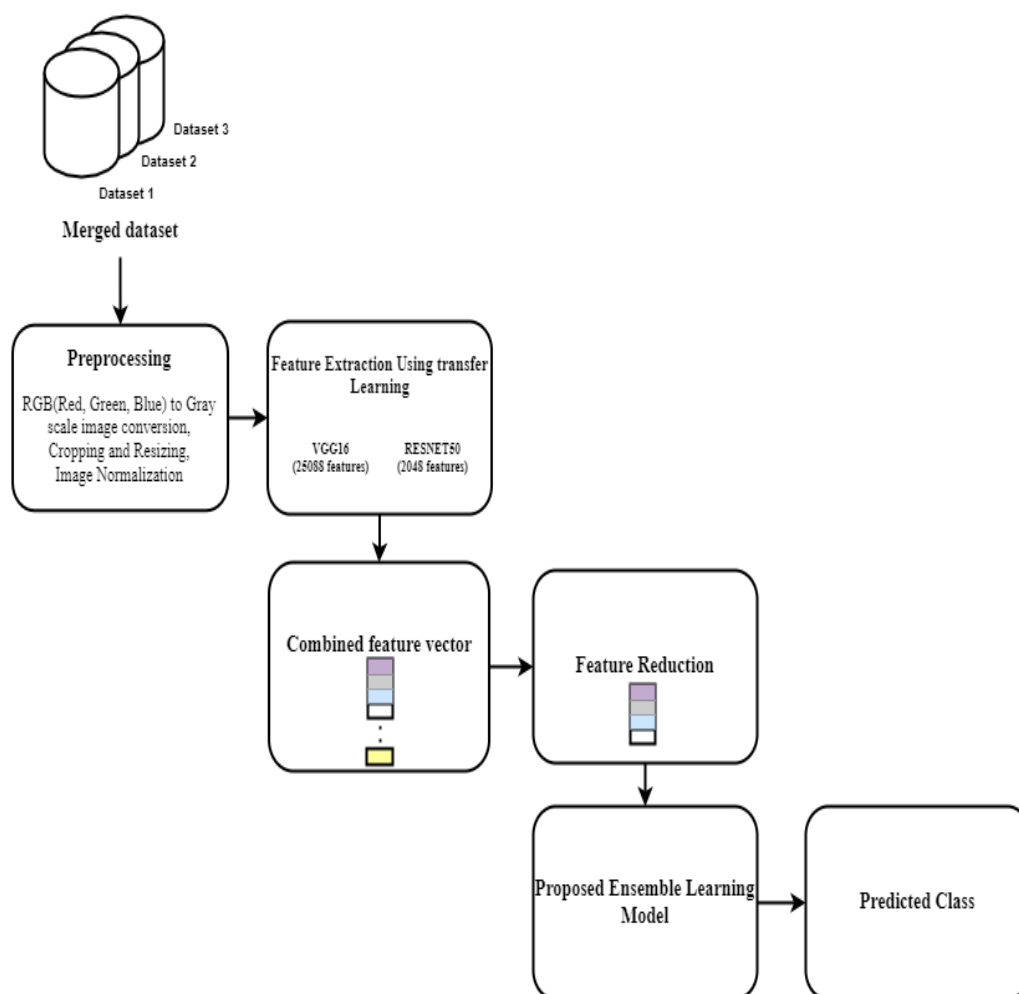 Dataset 3
Dataset 2
Dataset 1
Merged dataset
Preprocessing
RGB(Red, Green, Blue) to Gray
scale image conversion,
Cropping and Resizing,
Image Normalization
Feature Extraction Using transfer
Learning
VGG16
(25088 features)
RESNET50
(2048 features)
Combined feature vector
Feature Reduction
Proposed Ensemble Learning
Model
Predicted Class